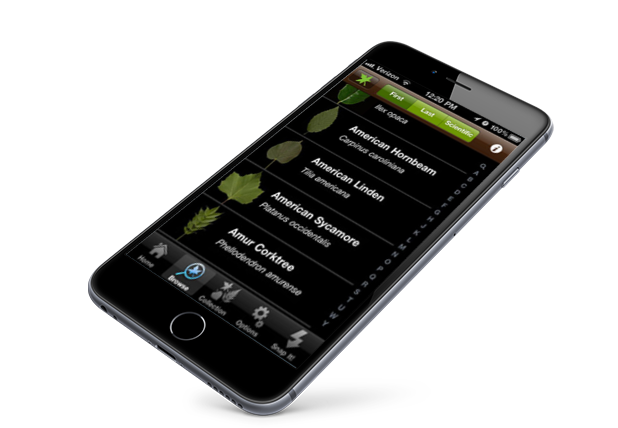 Verizon 12:20 PM 100%
First Last Scientific
Ilex opaca
American Hornbeam
Carpinus caroliniana
American Linden
Tilia americana
American Sycamore
Platanus occidentalis
Amur Corktree
Phellodendron amurense
Home Browse Collection Options Snap It!